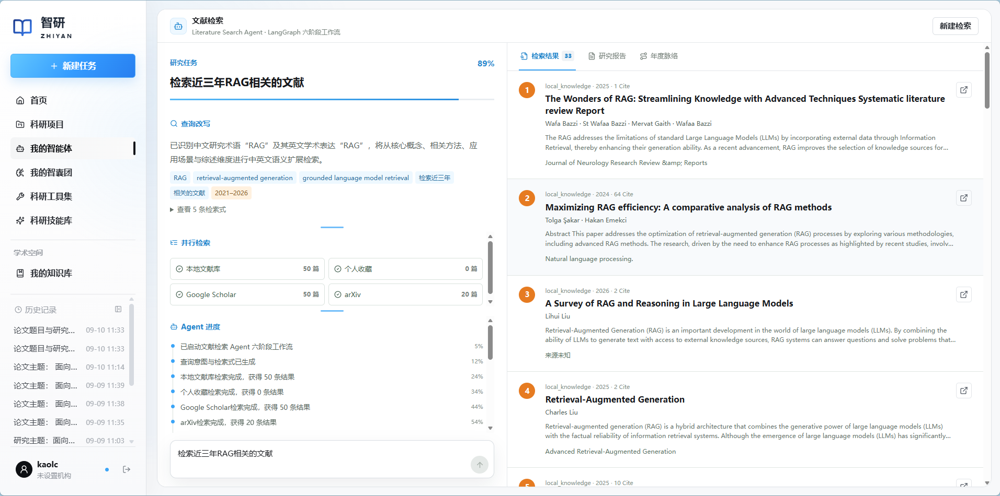 智研
ZHIYAN
+ 新建任务
首页
科研项目
我的智能体
我的智囊团
科研工具集
科研技能库
学术空间
我的知识库
历史记录
论文题目与研究... 09-10 11:33
论文题目与研究... 09-10 11:33
论文主题： 面向... 09-10 11:14
论文主题： 面向... 09-09 11:39
论文主题： 面向... 09-09 11:38
论文主题： 面向... 09-09 11:35
研究主题：面向... 09-09 11:03
kaolc
未设置机构
文献检索
Literature Search Agent · LangGraph 六阶段工作流
新建检索
研究任务
89%
检索近三年RAG相关的文献
查询改写
已识别中文研究术语“RAG”及其英文学术表达“RAG”，将从核心概念、相关方法、应
用场景与综述维度进行中英文语义扩展检索。
RAG retrieval-augmented generation grounded language model retrieval 检索近三年
相关的文献 2021–2026
查看 5 条检索式
并行检索
本地文献库 50 篇 个人收藏 0 篇
Google Scholar 50 篇 arXiv 20 篇
Agent 进度
已启动文献检索 Agent 六阶段工作流 5%
查询意图与检索式已生成 12%
本地文献库检索完成，获得 50 条结果 24%
个人收藏检索完成，获得 0 条结果 34%
Google Scholar检索完成，获得 50 条结果 44%
arXiv检索完成，获得 20 条结果 54%
检索近三年RAG相关的文献
检索结果 33 研究报告 年度脉络
1
local_knowledge · 2025 · 1 Cite
The Wonders of RAG: Streamlining Knowledge with Advanced Techniques Systematic literature
review Report
Wafa Bazzi · St Wafaa Bazzi · Mervat Gaith · Wafaa Bazzi
The RAG addresses the limitations of standard Large Language Models (LLMs) by incorporating external data through Information
Retrieval, thereby enhancing their generation ability. As a recent advancement, RAG improves the selection of knowledge sources for...
Journal of Neurology Research Review &amp; Reports
2
local_knowledge · 2024 · 64 Cite
Maximizing RAG efficiency: A comparative analysis of RAG methods
Tolga Şakar · Hakan Emekci
Abstract This paper addresses the optimization of retrieval-augmented generation (RAG) processes by exploring various methodologies,
including advanced RAG methods. The research, driven by the need to enhance RAG processes as highlighted by recent studies, involv...
Natural language processing.
3
local_knowledge · 2026 · 2 Cite
A Survey of RAG and Reasoning in Large Language Models
Lihui Liu
Retrieval-Augmented Generation (RAG) is an important development in the world of large language models (LLMs). By combining the
ability of LLMs to generate text with access to external knowledge sources, RAG systems can answer questions and solve problems that...
来源未知
4
local_knowledge · 2025 · 2 Cite
Retrieval-Augmented Generation
Charles Liu
Retrieval-augmented generation (RAG) is a hybrid architecture that combines the generative power of large language models (LLMs)
with the factual reliability of information retrieval systems. Although the emergence of large language models (LLMs) has significantly...
Advanced Retrieval-Augmented Generation
5
local_knowledge · 2025 · 10 Cite